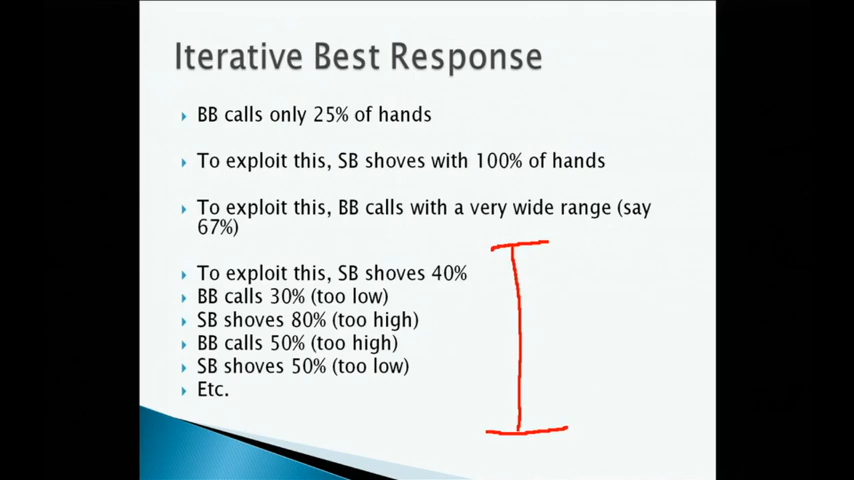 Iterative Best Response
BB calls only 25% of hands
To exploit this, SB shoves with 100% of hands
To exploit this, BB calls with a very wide range (say
67%)
To exploit this, SB shoves 40%
BB calls 30% (too low)
SB shoves 80% (too high)
BB calls 50% (too high)
SB shoves 50% (too low)
Etc.